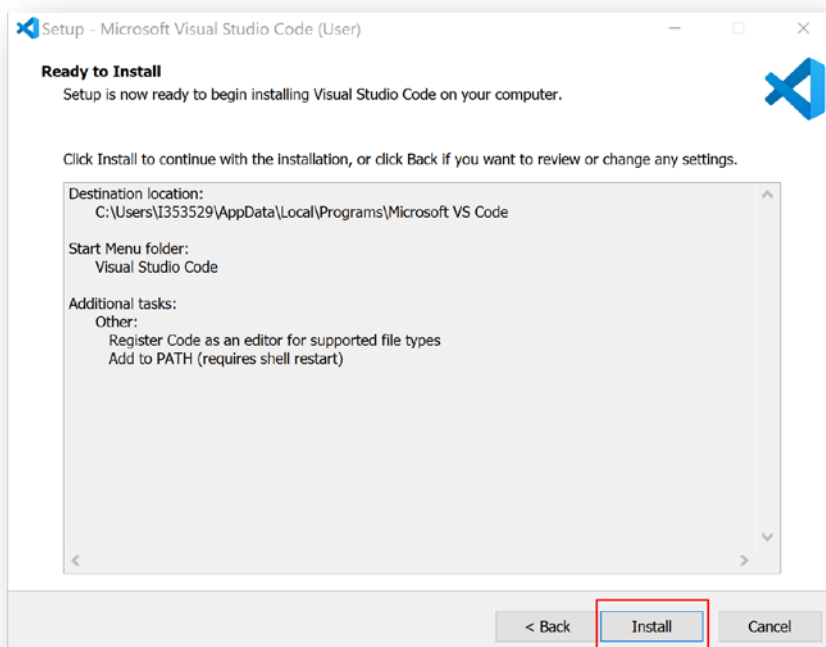 Setup - Microsoft Visual Studio Code (User)
Ready to Install
Setup is now ready to begin installing Visual Studio Code on your computer.
Click Install to continue with the installation, or click Back if you want to review or change any settings.
Destination location:
C:\Users\I353529\AppData\Local\Programs\Microsoft VS Code
Start Menu folder:
Visual Studio Code
Additional tasks:
Other:
Register Code as an editor for supported file types
Add to PATH (requires shell restart)
< Back Install Cancel